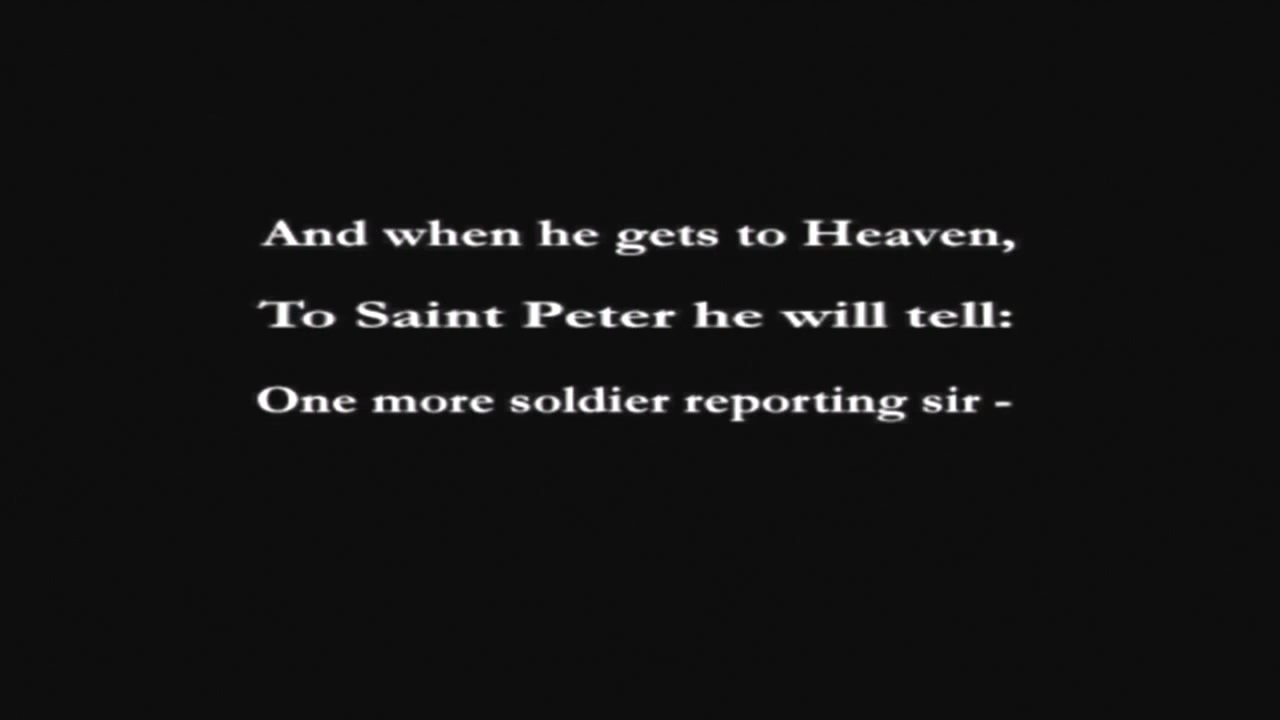 And when he gets to Heaven,
To Saint Peter he will tell:
One more soldier reporting sir -